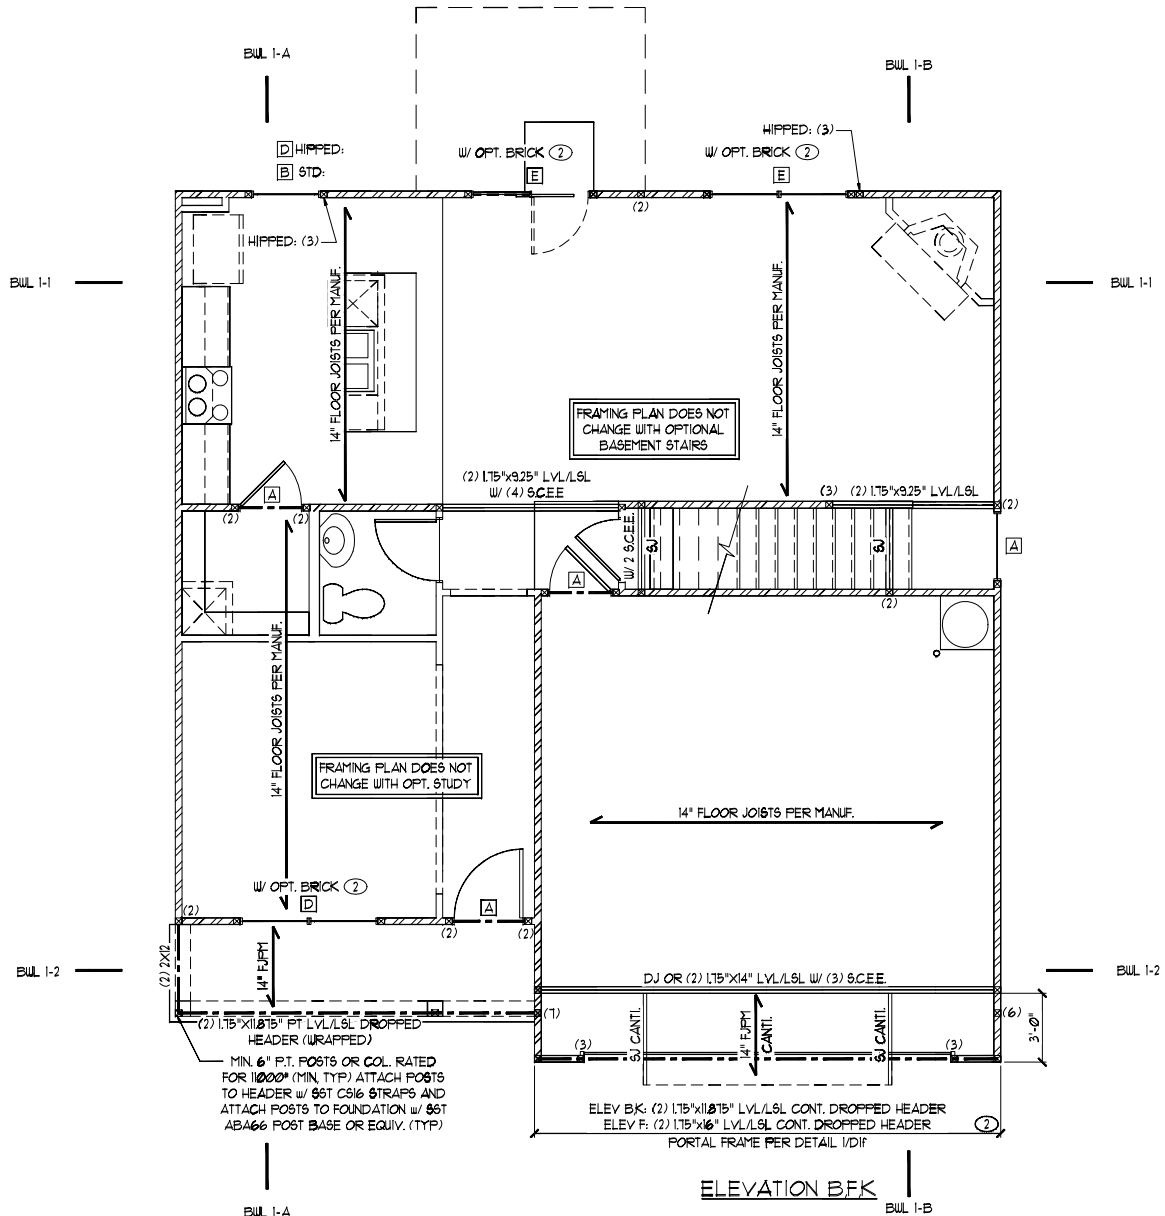 BWL 1-A
BWL 1-B
HIPPED: (3)
D HIPPED:
B STD:
W/ OPT. BRICK 2
W/ OPT. BRICK 2
E
E
(2)
HIPPED: (3)
BWL 1-1
BWL 1-1
14" FLOOR JOISTS PER MANUF.
14" FLOOR JOISTS PER MANUF.
FRAMING PLAN DOES NOT
CHANGE WITH OPTIONAL
BASEMENT STAIRS
(2) 1.75"x9.25" LVL/LSL
W/ (4) S.C.E.E
(3) (2) 1.75"x9.25" LVL/SL
A
(2)
(2)
(2)
W/ 2 S.C.E.E.
SJ
SJ
A
A
(2)
14" FLOOR JOISTS PER MANUF.
FRAMING PLAN DOES NOT
CHANGE WITH OPT. STUDY
14" FLOOR JOISTS PER MANUF.
W/ OPT. BRICK 2
D
A
(2)
(2)
(2)
(2) 2X12
14" FJPM
BWL 1-2
BWL 1-2
DJ OR (2) 1.75"x14" LVL/LSL W/ (3) S.C.E.E.
(7)
(6)
3'-0"
SJ CANTI.
14" FJPM
CANTI.
SJ CANTI.
(3)
(3)
(2) 1.75"x11.875" PT LVL/LSL DROPPED
HEADER (WRAPPED)
MIN. 6" P.T. POSTS OR COL. RATED
FOR 11000# (MIN, TYP) ATTACH POSTS
TO HEADER w/ SST CS16 STRAPS AND
ATTACH POSTS TO FOUNDATION w/ SST
ABA66 POST BASE OR EQUIV. (TYP)
ELEV B,K: (2) 1.75"x11.875" LVL/LSL CONT. DROPPED HEADER
ELEV F: (2) 1.75"x16" LVL/LSL CONT. DROPPED HEADER
2
PORTAL FRAME PER DETAIL 1/D1f
ELEVATION B,F,K
BWL 1-A
BWL 1-B